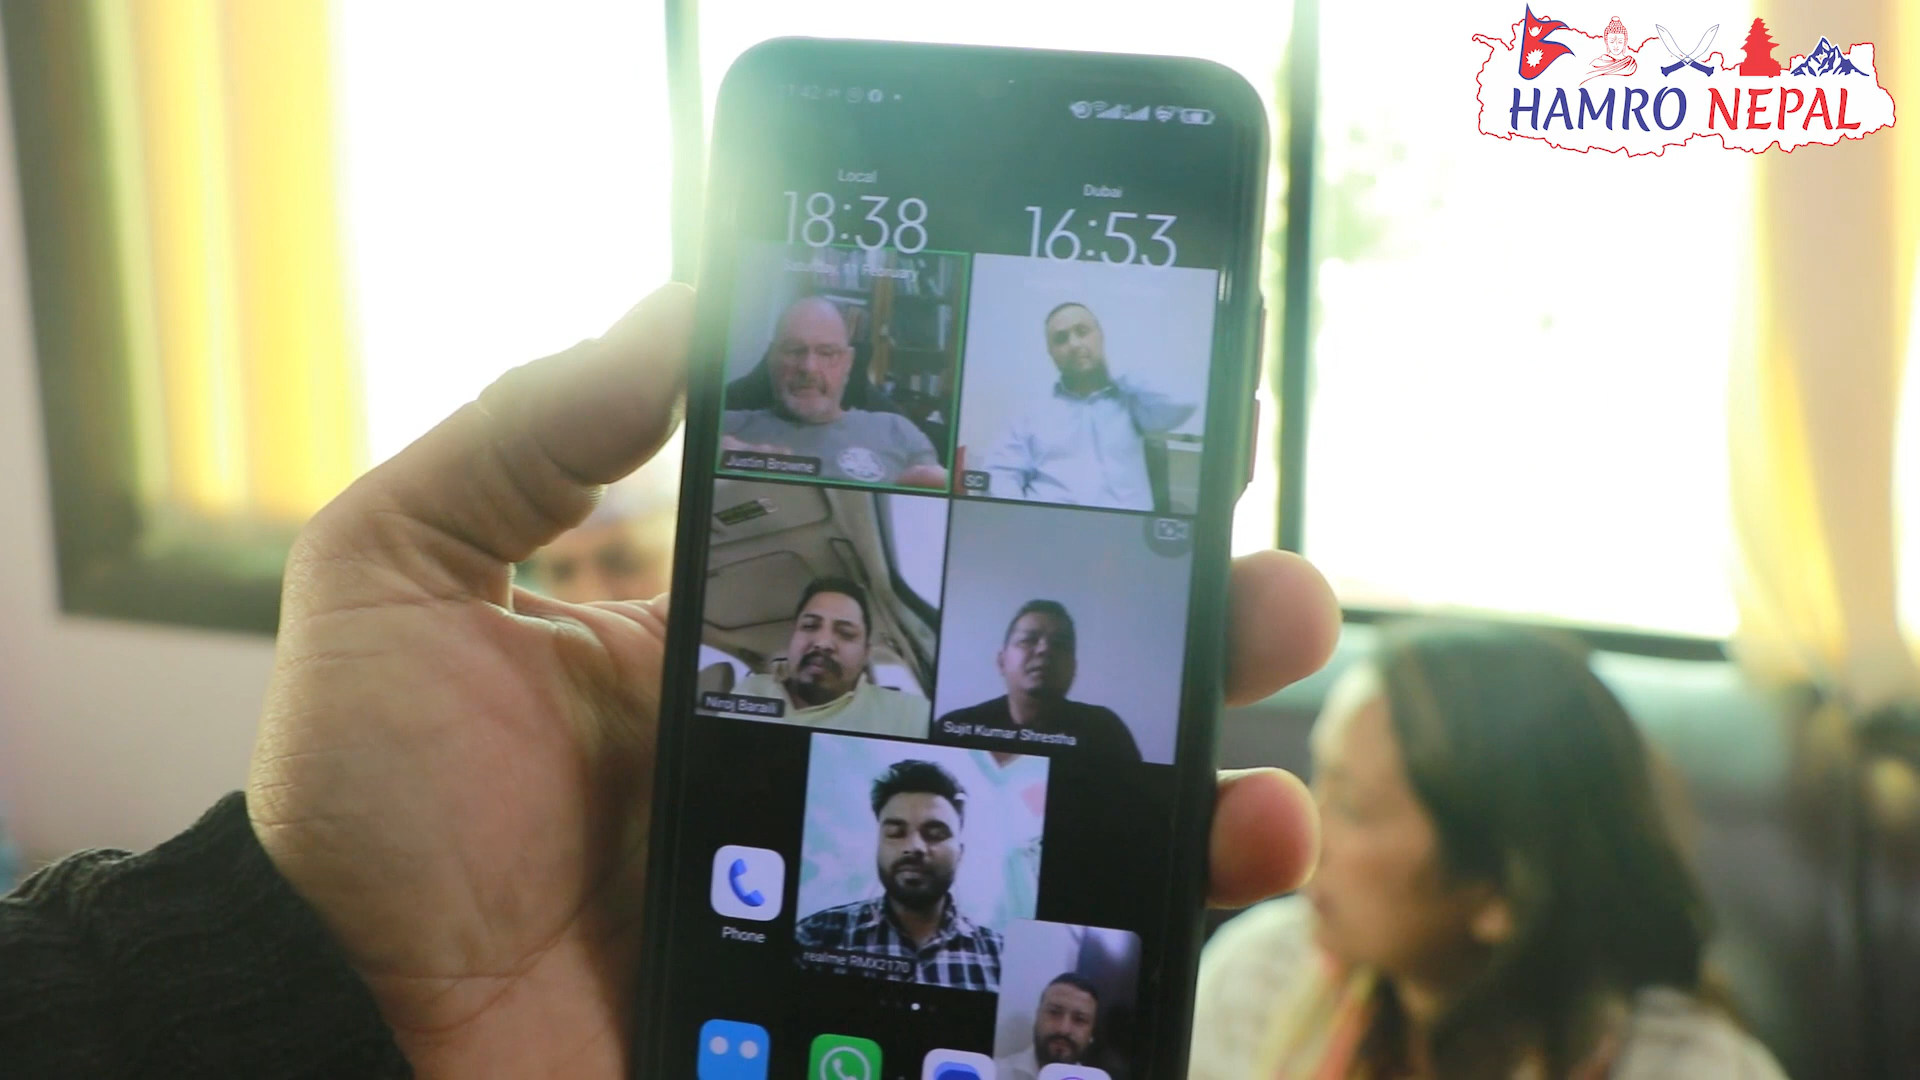 HAMRO NEPAL
Local
18:38
Dubai
16:53
February
Justin Browne
SC
Niroj Baraili
Sujit Kumar Shrestha
realme RMX2170
Phone